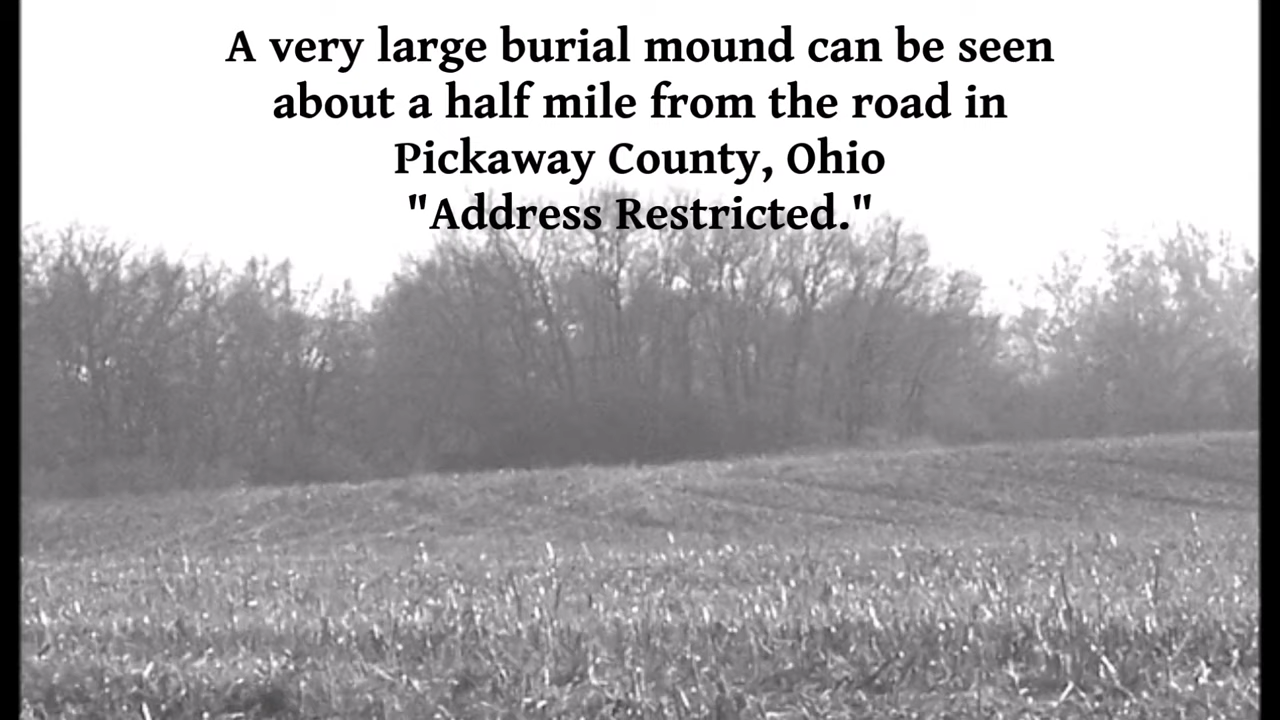 A very large burial mound can be seen
about a half mile from the road in
Pickaway County, Ohio
"Address Restricted."